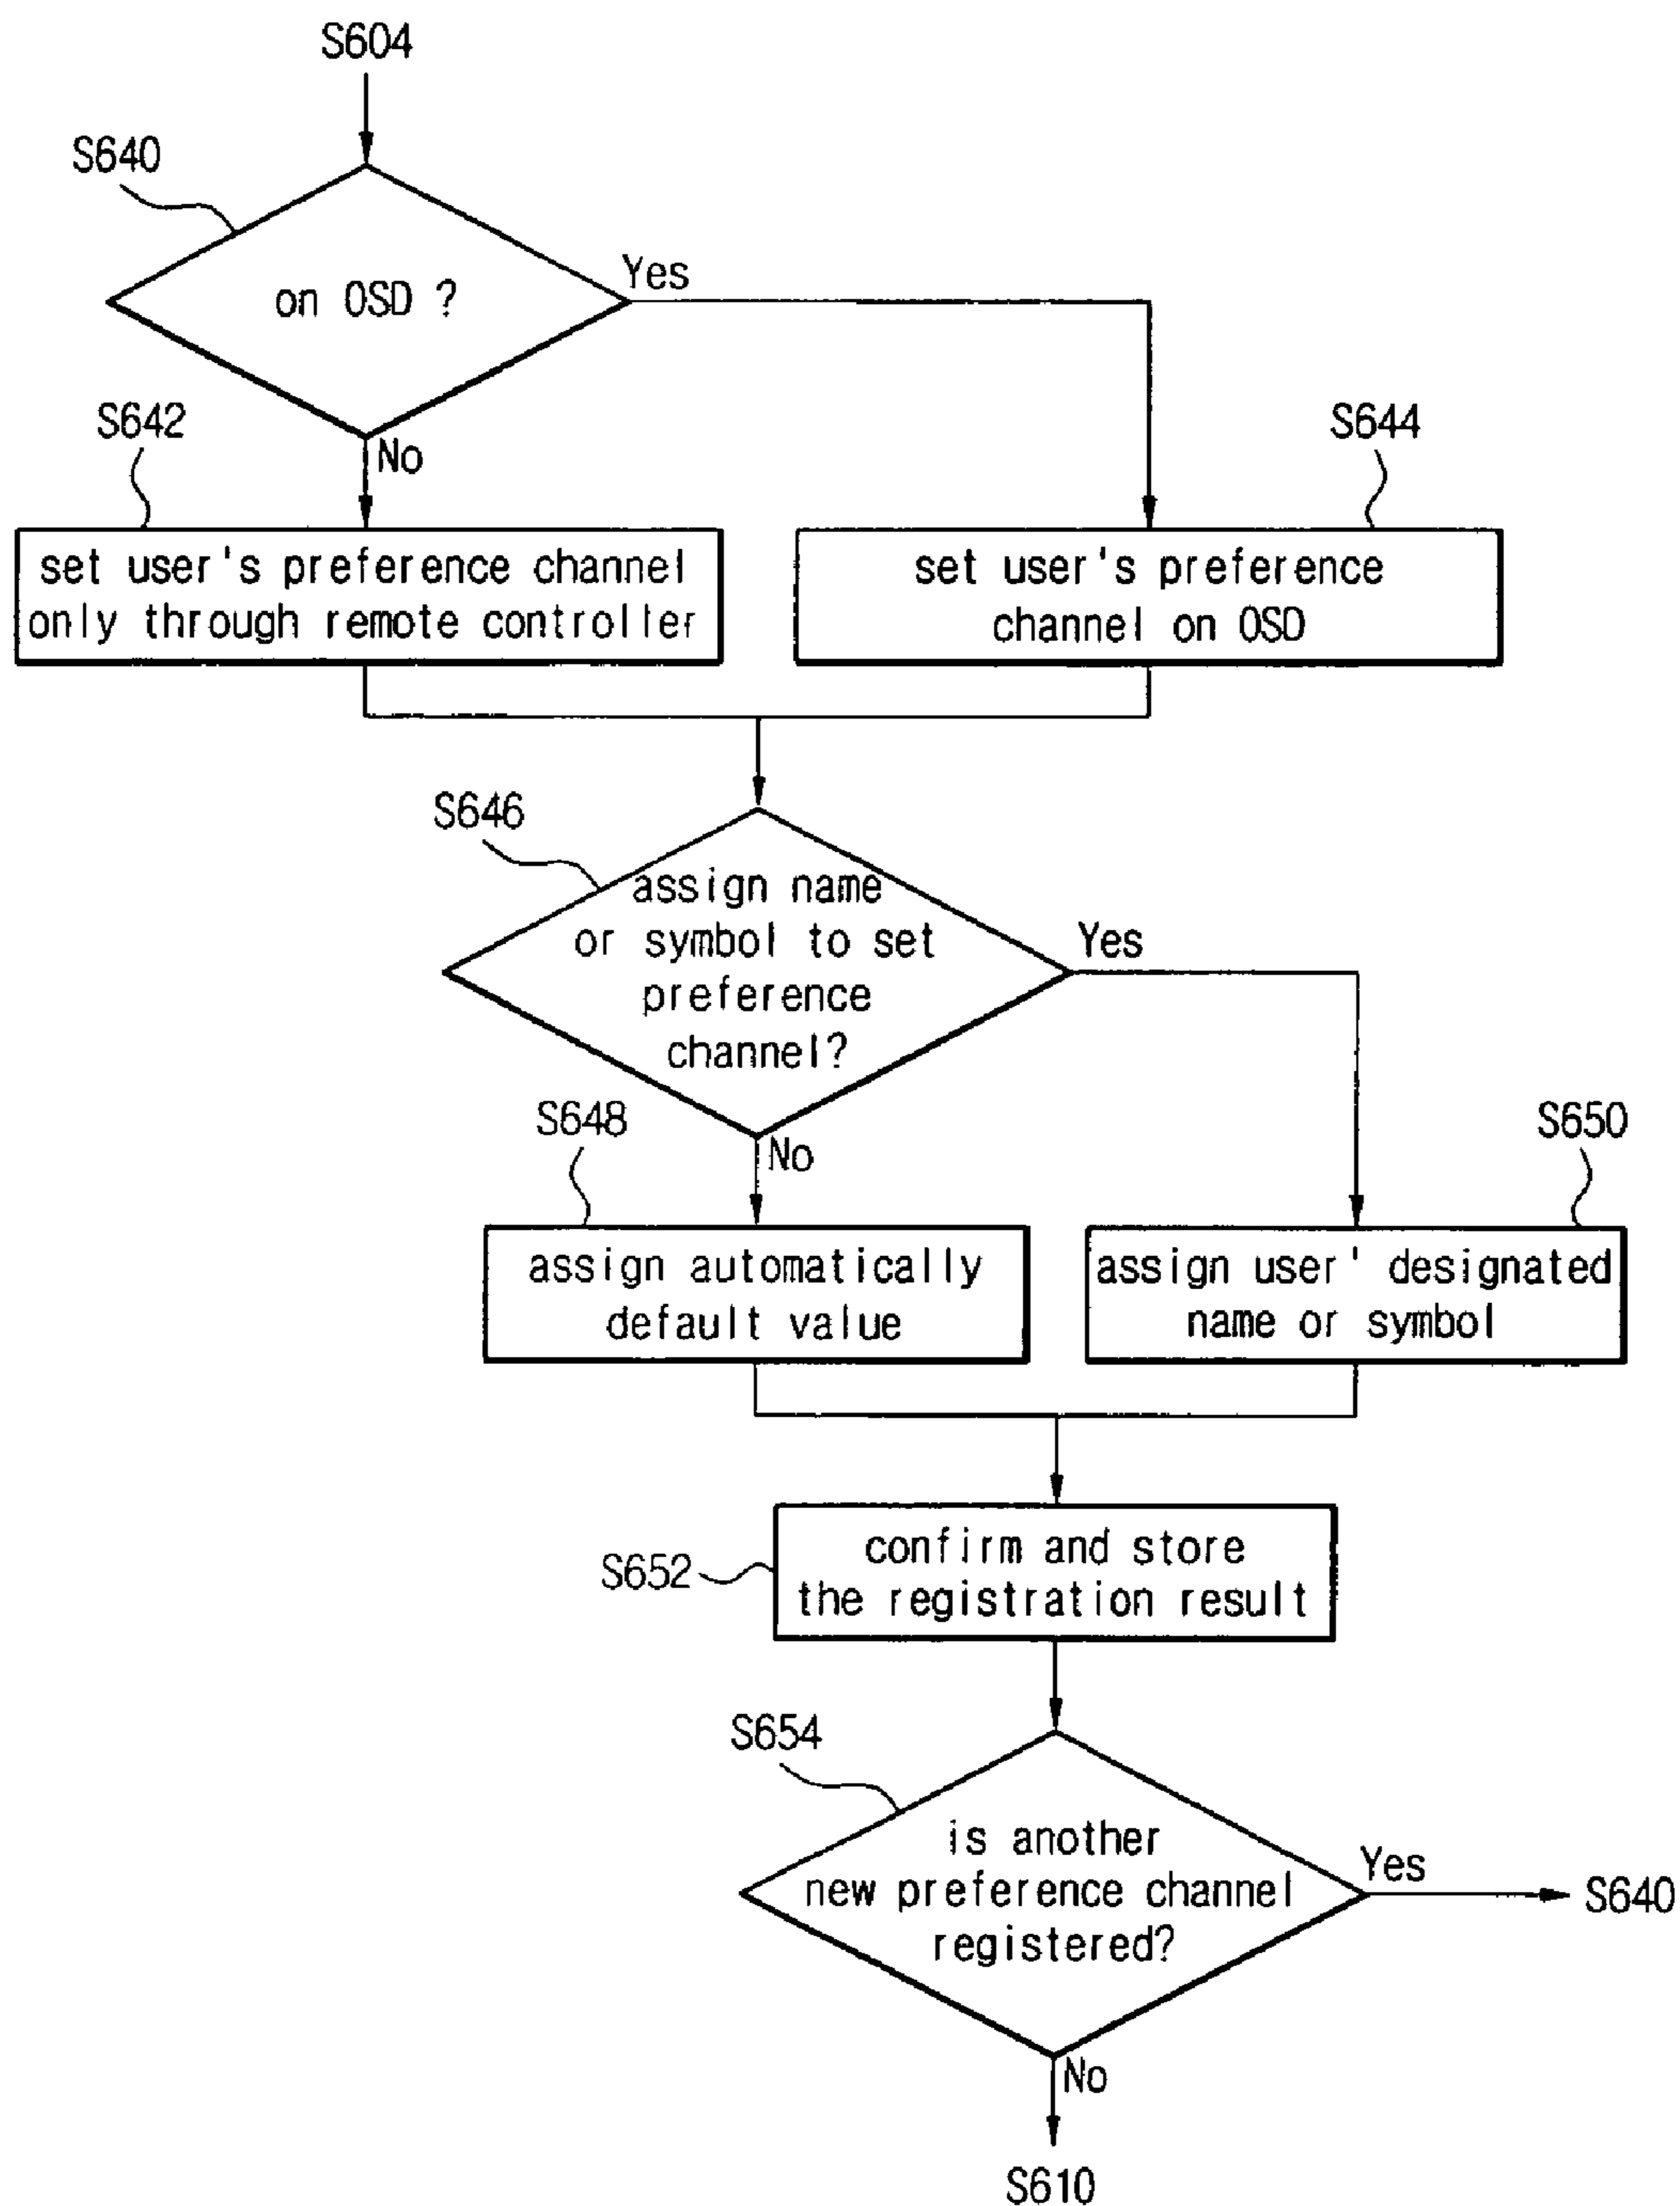 S604
S640
on OSD ?
Yes
No
S642
S644
set user's preference channel
only through remote controller
set user's preference
channel on OSD
S646
assign name
or symbol to set
preference
channel?
Yes
No
S648
S650
assign automatically
default value
assign user' designated
name or symbol
S652
confirm and store
the registration result
S654
is another
new preference channel
registered?
Yes
S640
No
S610